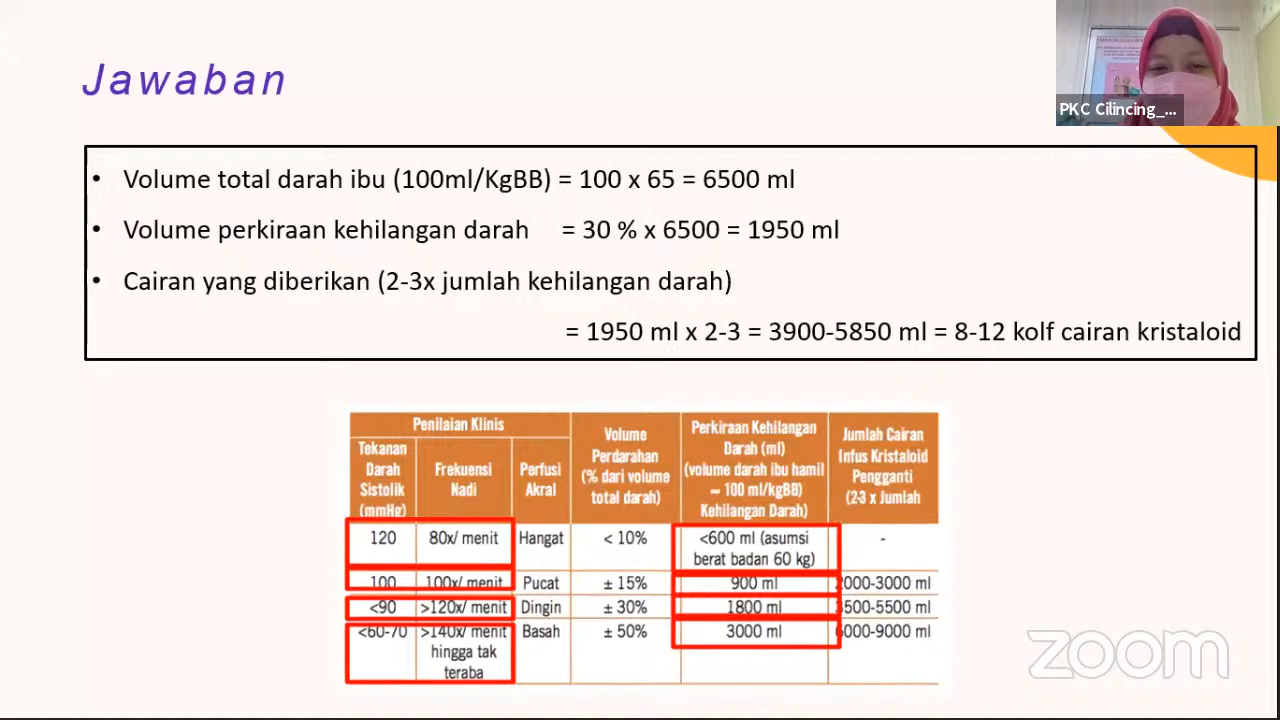 Jawaban
PKC Cilincing_...
• Volume total darah ibu (100ml/KgBB) = 100 x 65 = 6500 ml
• Volume perkiraan kehilangan darah = 30 % x 6500 = 1950 ml
• Cairan yang diberikan (2-3x jumlah kehilangan darah)
= 1950 ml x 2-3 = 3900-5850 ml = 8-12 kolf cairan kristaloid
Penilaian Klinis
Tekanan
Darah
Sistolik
(mmHg)
Frekuensi
Nadi
Perfusi
Akral
Volume
Perdarahan
(% dari volume
total darah)
Perkiraan Kehilangan
Darah (ml)
(volume darah ibu hamil
~ 100 ml/kgBB)
Kehilangan Darah)
Jumlah Cairan
Infus Kristaloid
Pengganti
(2-3 x Jumlah
120 80x/ menit Hangat < 10% <600 ml (asumsi -
berat badan 60 kg)
100 100x/ menit Pucat ± 15% 900 ml 2000-3000 ml
<90 >120x/ menit Dingin ± 30% 1800 ml 3500-5500 ml
<60-70 >140x/ menit Basah ± 50% 3000 ml 6000-9000 ml
hingga tak
teraba
zoom